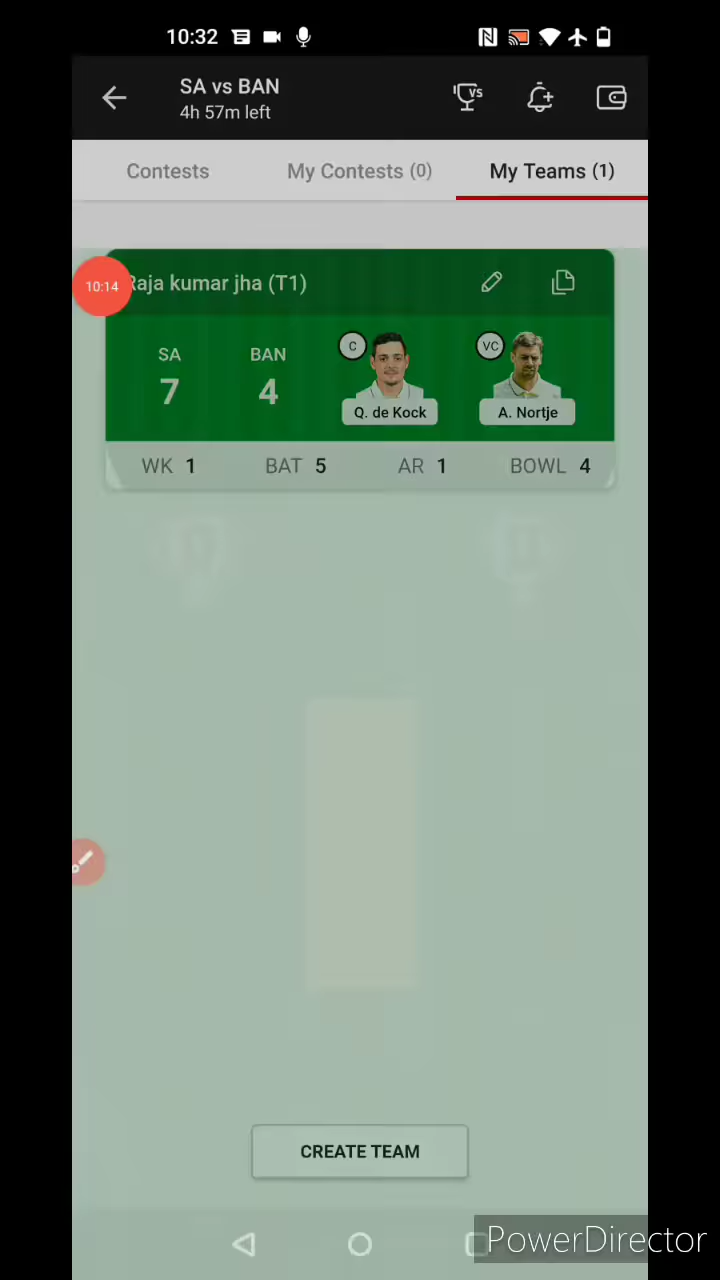 10:32
SA vs BAN
4h 57m left
VS
Contests
My Contests (0)
My Teams (1)
10:14
Raja kumar jha (T1)
SA
BAN
C
VC
7
4
Q. de Kock
A. Nortje
WK 1
BAT 5
AR 1
BOWL 4
CREATE TEAM
PowerDirector